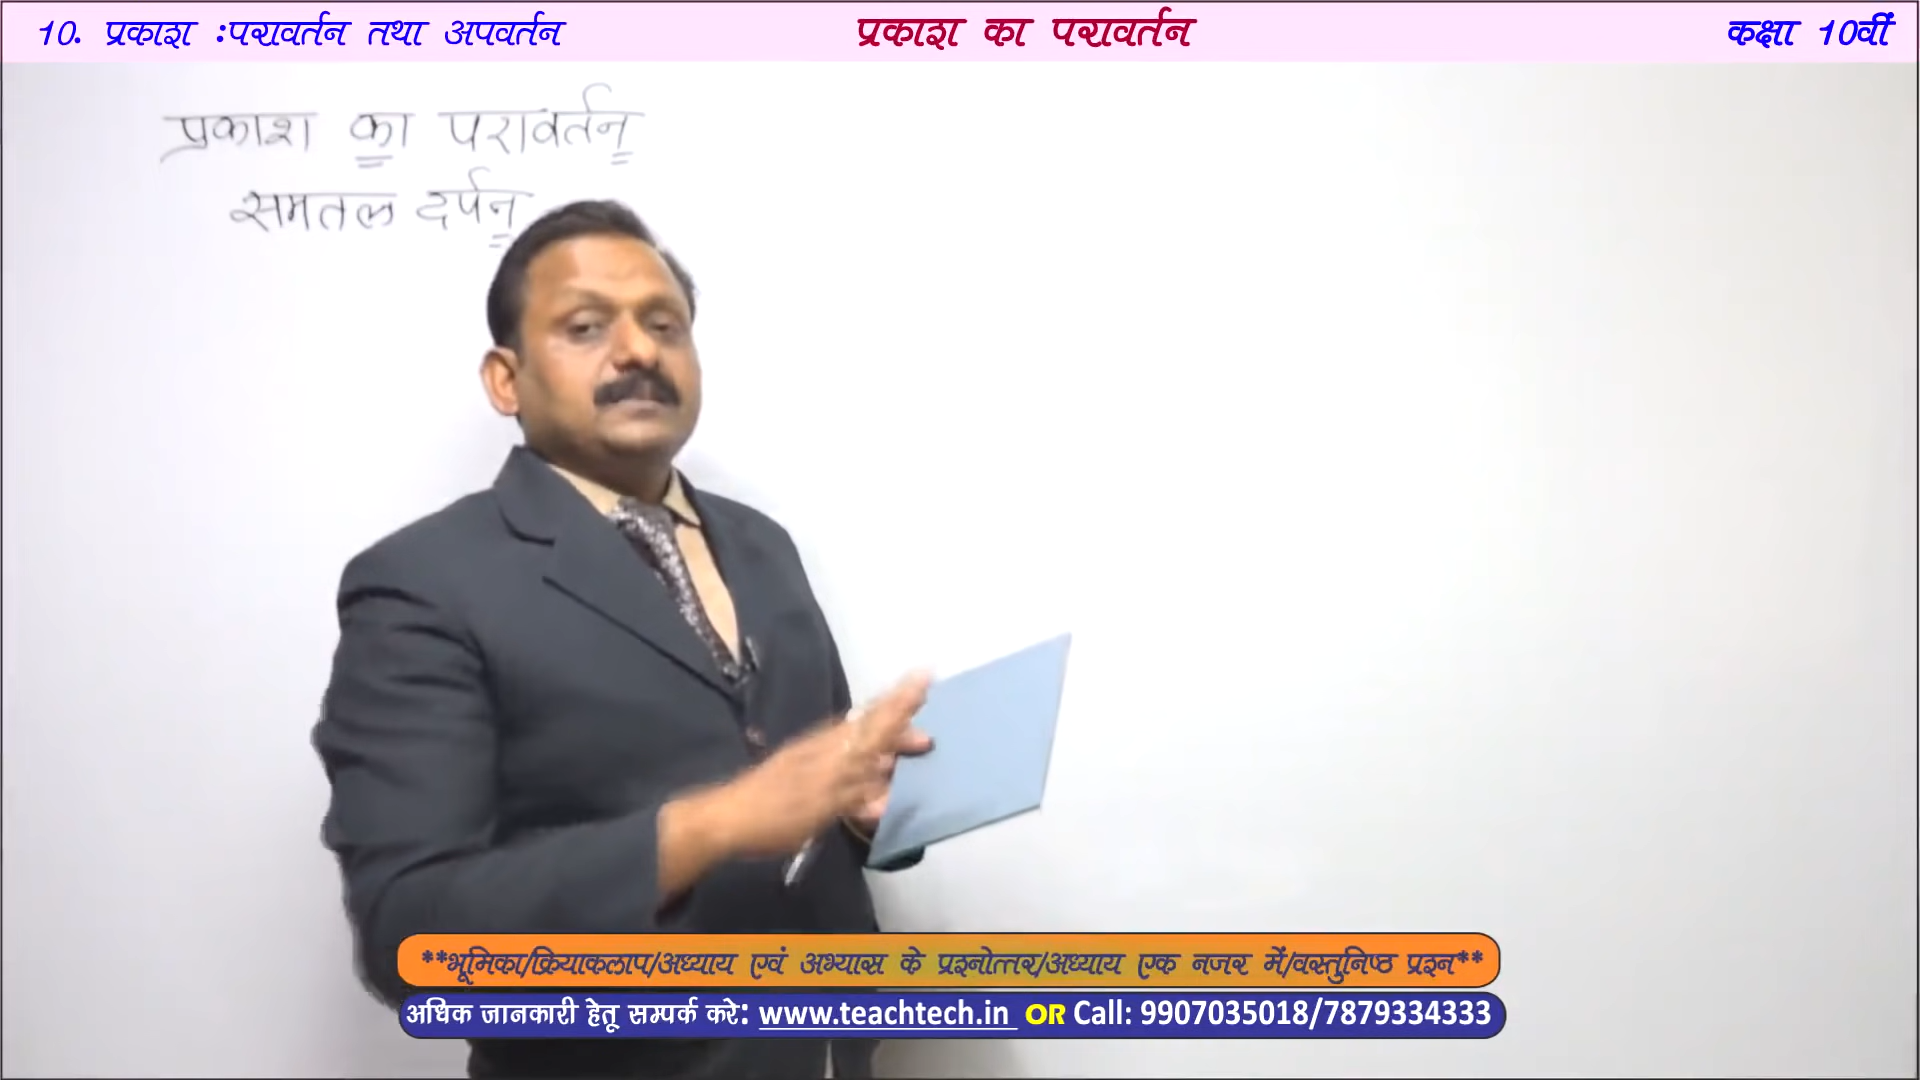 10. प्रकाश :परावर्तन तथा अपवर्तन
प्रकाश का परावर्तन
कक्षा 10वीं
प्रकाश का परावर्तन
समतल दर्पन
**भूमिका/क्रियाकलाप/अध्याय एवं अभ्यास के प्रश्नोत्तर/अध्याय एक नजर में/वस्तुनिष्ठ प्रश्न**
अधिक जानकारी हेतू सम्पर्क करे: www.teachtech.in OR Call: 9907035018/7879334333